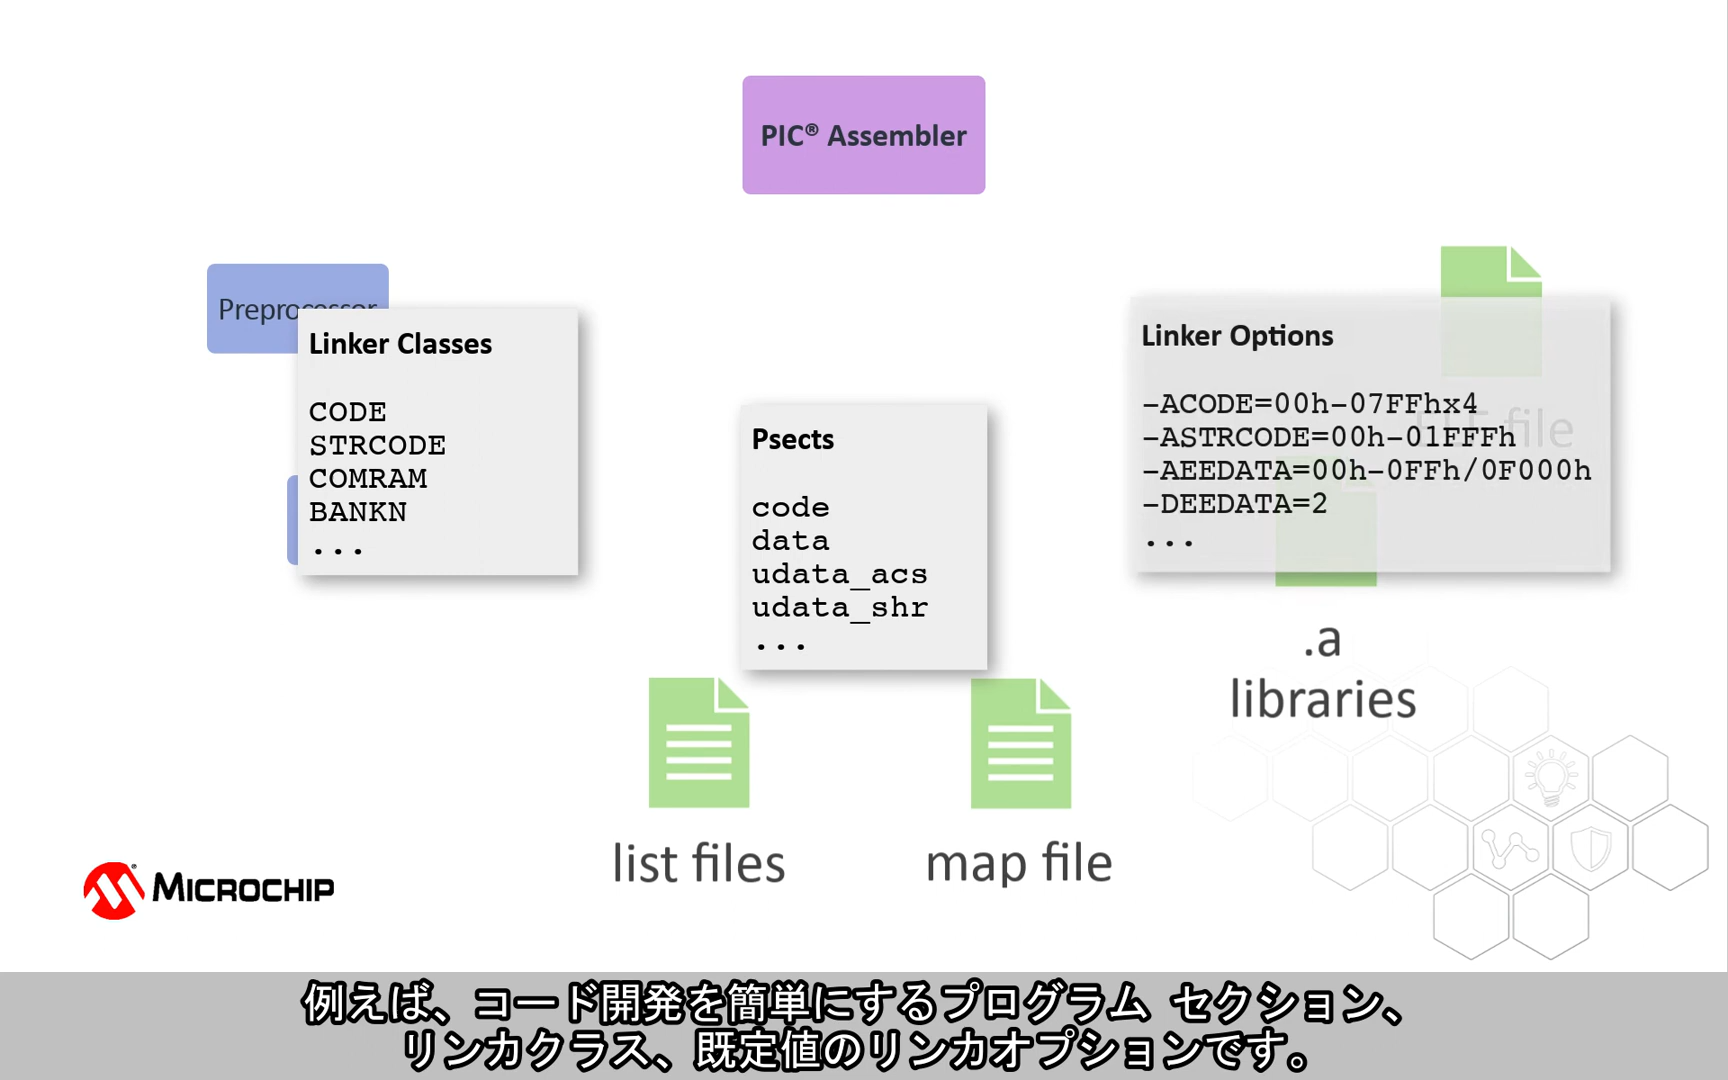 PIC® Assembler
Preprocessor
Linker Classes
CODE
STRCODE
COMRAM
BANKN
...
Psects
code
data
udata_acs
udata_shr
...
Linker Options
-ACODE=00h-07FFhx4
-ASTRCODE=00h-01FFFh
-AEEDATA=00h-0FFh/0F000h
-DEEDATA=2
...
file
.a
libraries
list files
map file
MICROCHIP
例えば、コード開発を簡単にするプログラム セクション、
リンカクラス、既定値のリンカオプションです。